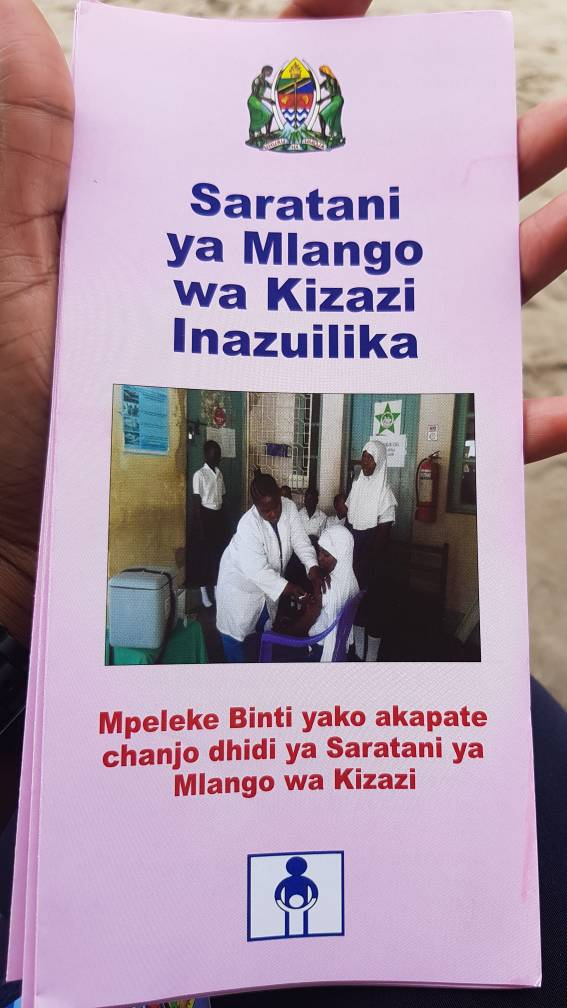 Saratani
ya Mlango
wa Kizazi
Inazuilika
Mpeleke Binti yako akapate
chanjo dhidi ya Saratani ya
Mlango wa Kizazi